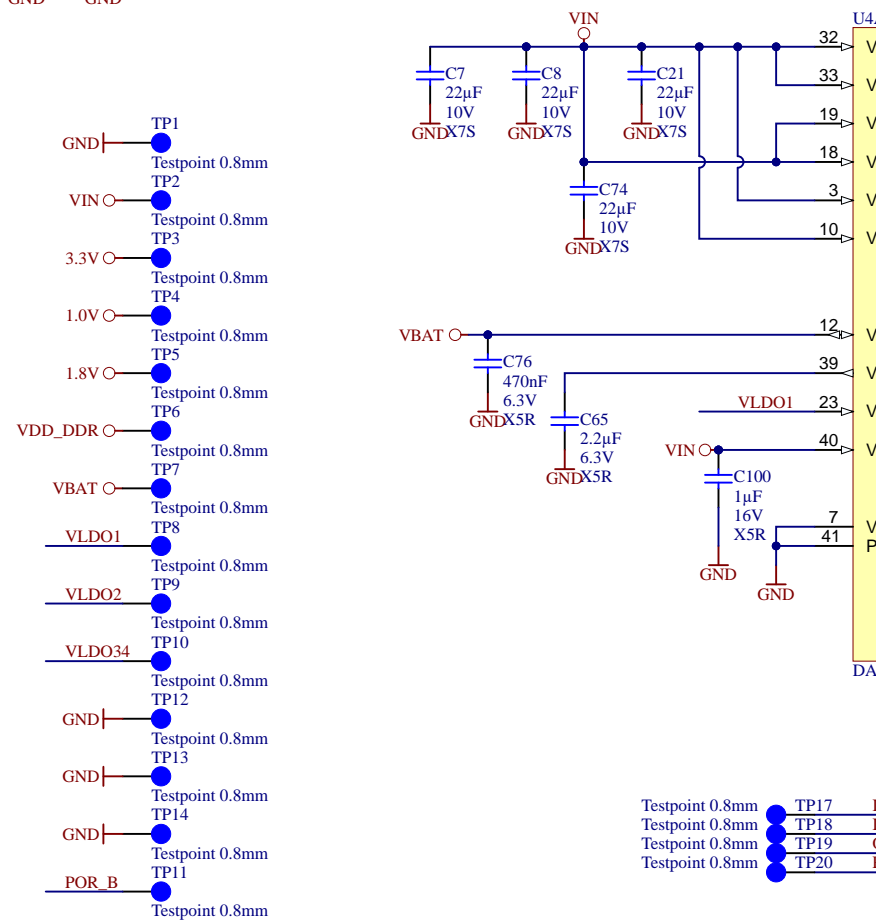 GND GND
TP1
GND
Testpoint 0.8mm
TP2
VIN
Testpoint 0.8mm
TP3
3.3V
Testpoint 0.8mm
TP4
1.0V
Testpoint 0.8mm
TP5
1.8V
Testpoint 0.8mm
TP6
VDD_DDR
Testpoint 0.8mm
TP7
VBAT
Testpoint 0.8mm
TP8
VLDO1
Testpoint 0.8mm
TP9
VLDO2
Testpoint 0.8mm
TP10
VLDO34
Testpoint 0.8mm
TP12
GND
Testpoint 0.8mm
TP13
GND
Testpoint 0.8mm
TP14
GND
Testpoint 0.8mm
TP11
POR_B
Testpoint 0.8mm
VIN
C7
22µF
10V
X7S
GND
C8
22µF
10V
X7S
GND
C21
22µF
10V
X7S
GND
C74
22µF
10V
X7S
GND
VBAT
C76
470nF
6.3V
X5R
GND
C65
2.2µF
6.3V
X5R
GND
VLDO1
VIN
C100
1µF
16V
X5R
GND
GND
32 V
33 V
19 V
18 V
3 V
10 V
12 V
39 V
23 V
40 V
7 V
41 P
DA
Testpoint 0.8mm TP17
Testpoint 0.8mm TP18
Testpoint 0.8mm TP19
Testpoint 0.8mm TP20